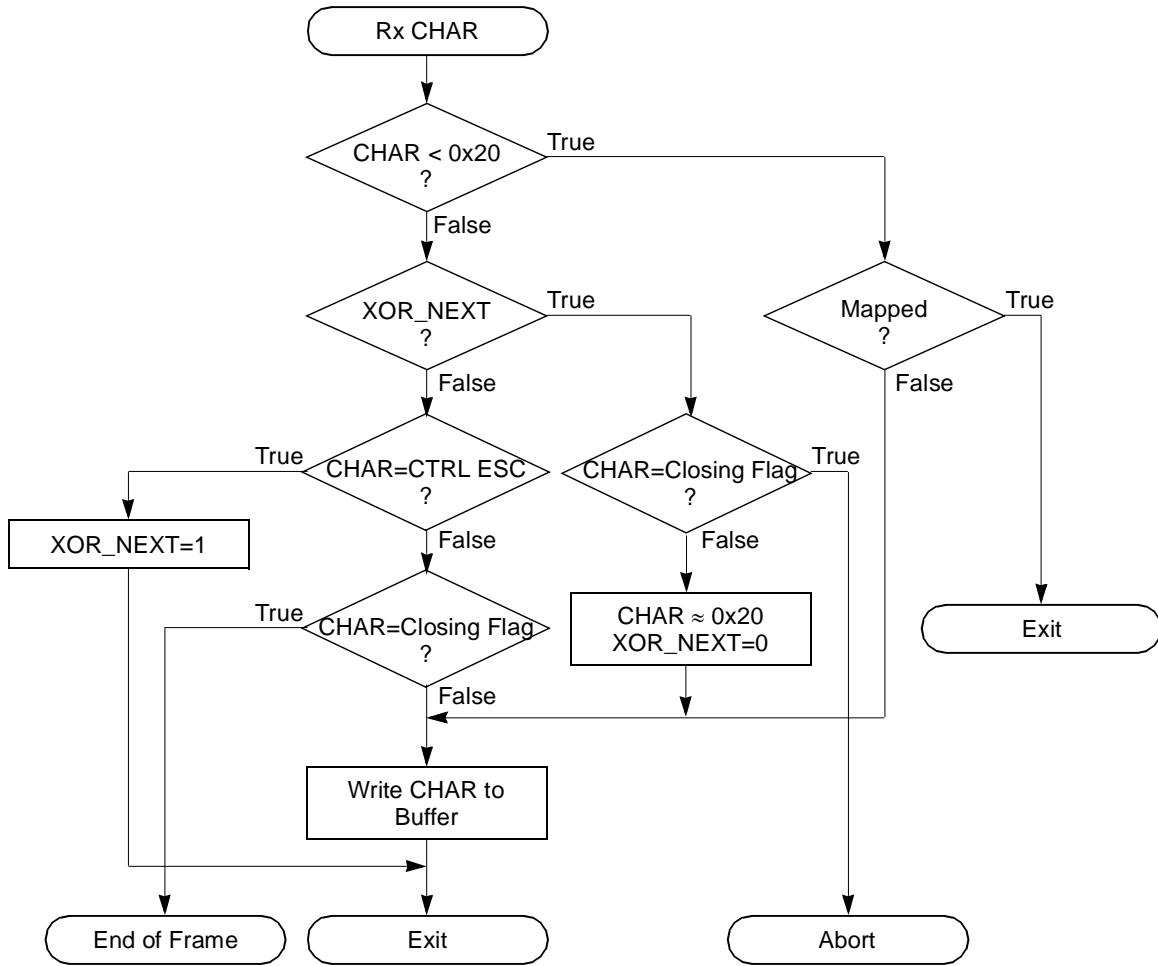 Rx CHAR
CHAR < 0x20
?
True
False
XOR_NEXT
?
True
False
Mapped
?
True
False
CHAR=CTRL ESC
?
True
False
CHAR=Closing Flag
?
True
False
XOR_NEXT=1
CHAR=Closing Flag
?
True
False
CHAR ≈ 0x20
XOR_NEXT=0
Exit
Write CHAR to
Buffer
End of Frame
Exit
Abort